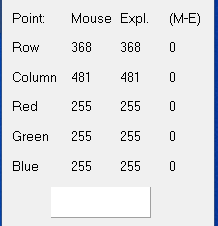 Point: Mouse Expl. (M-E)
Row 368 368 0
Column 481 481 0
Red 255 255 0
Green 255 255 0
Blue 255 255 0